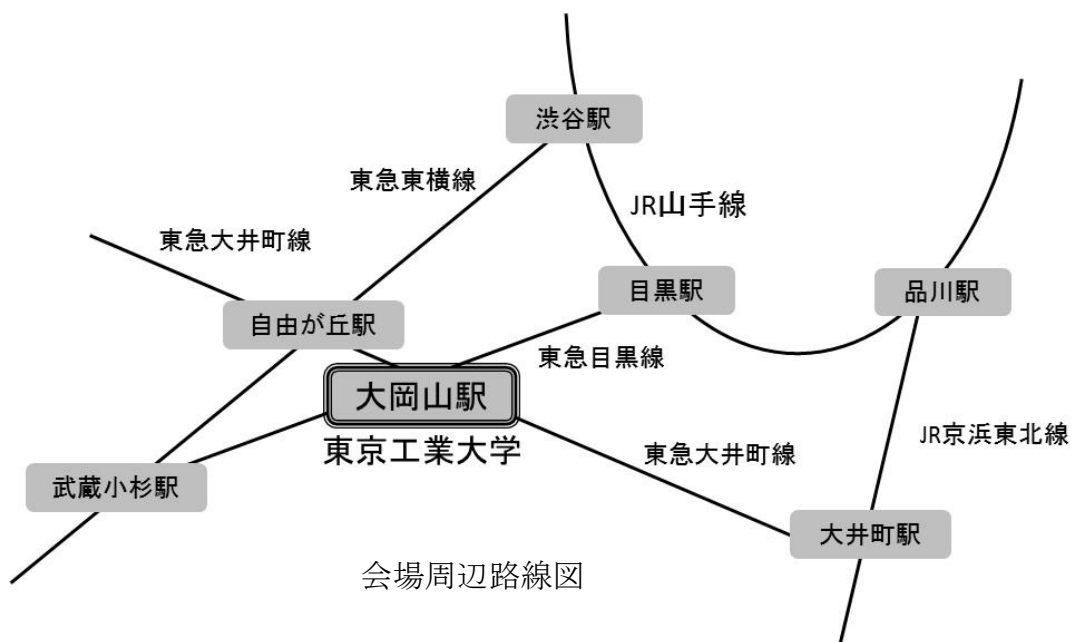 渋谷駅
東急東横線
JR山手線
東急大井町線
目黒駅
品川駅
自由が丘駅
東急目黒線
大岡山駅
東京工業大学
JR京浜東北線
東急大井町線
武蔵小杉駅
大井町駅
会場周辺路線図